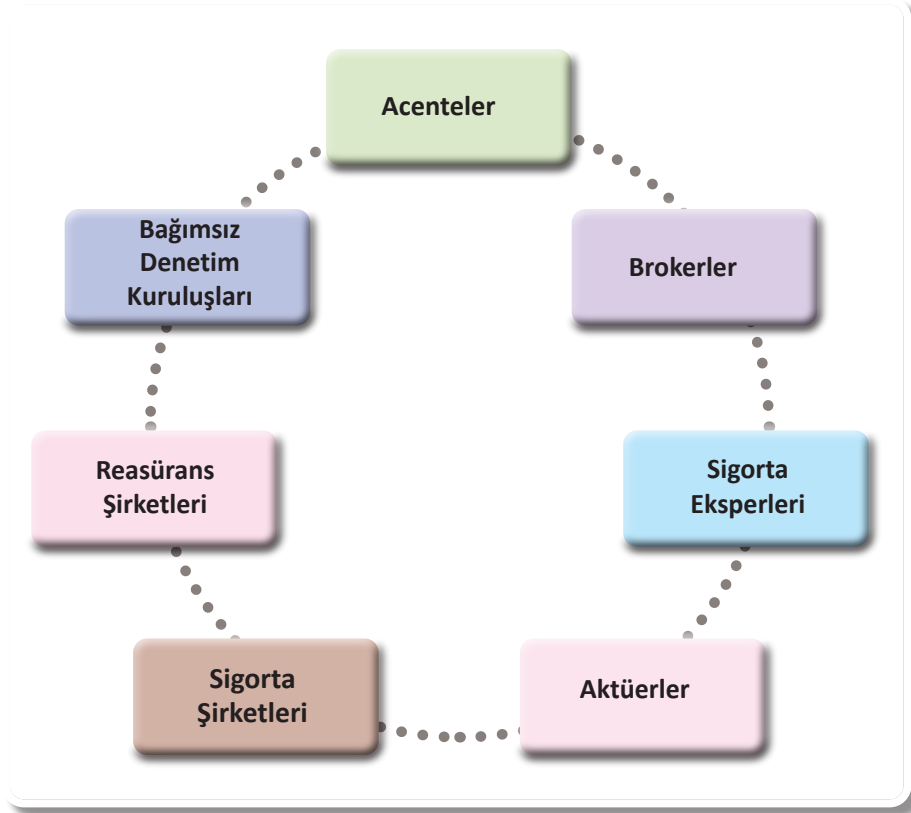 Acenteler
Bağımsız
Denetim
Kuruluşları
Brokerler
Reasürans
Şirketleri
Sigorta
Eksperleri
Sigorta
Şirketleri
Aktüerler